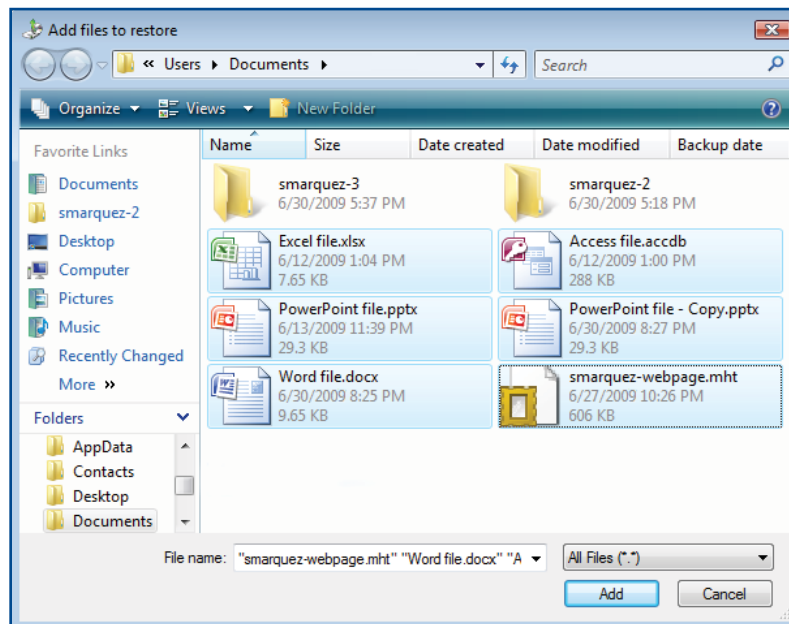 Add files to restore
« Users ▸ Documents ▸
Search
Organize ▾ Views ▾ New Folder
Favorite Links
Documents
smarquez-2
Desktop
Computer
Pictures
Music
Recently Changed
More »
Folders
AppData
Contacts
Desktop
Documents
Name Size Date created Date modified Backup date
smarquez-3
6/30/2009 5:37 PM
smarquez-2
6/30/2009 5:18 PM
Excel file.xlsx
6/12/2009 1:04 PM
7.65 KB
Access file.accdb
6/12/2009 1:00 PM
288 KB
PowerPoint file.pptx
6/13/2009 11:39 PM
29.3 KB
PowerPoint file - Copy.pptx
6/30/2009 8:27 PM
29.3 KB
Word file.docx
6/30/2009 8:25 PM
9.65 KB
smarquez-webpage.mht
6/27/2009 10:26 PM
606 KB
File name: "smarquez-webpage.mht" "Word file.docx" "A
All Files (*.*)
Add Cancel